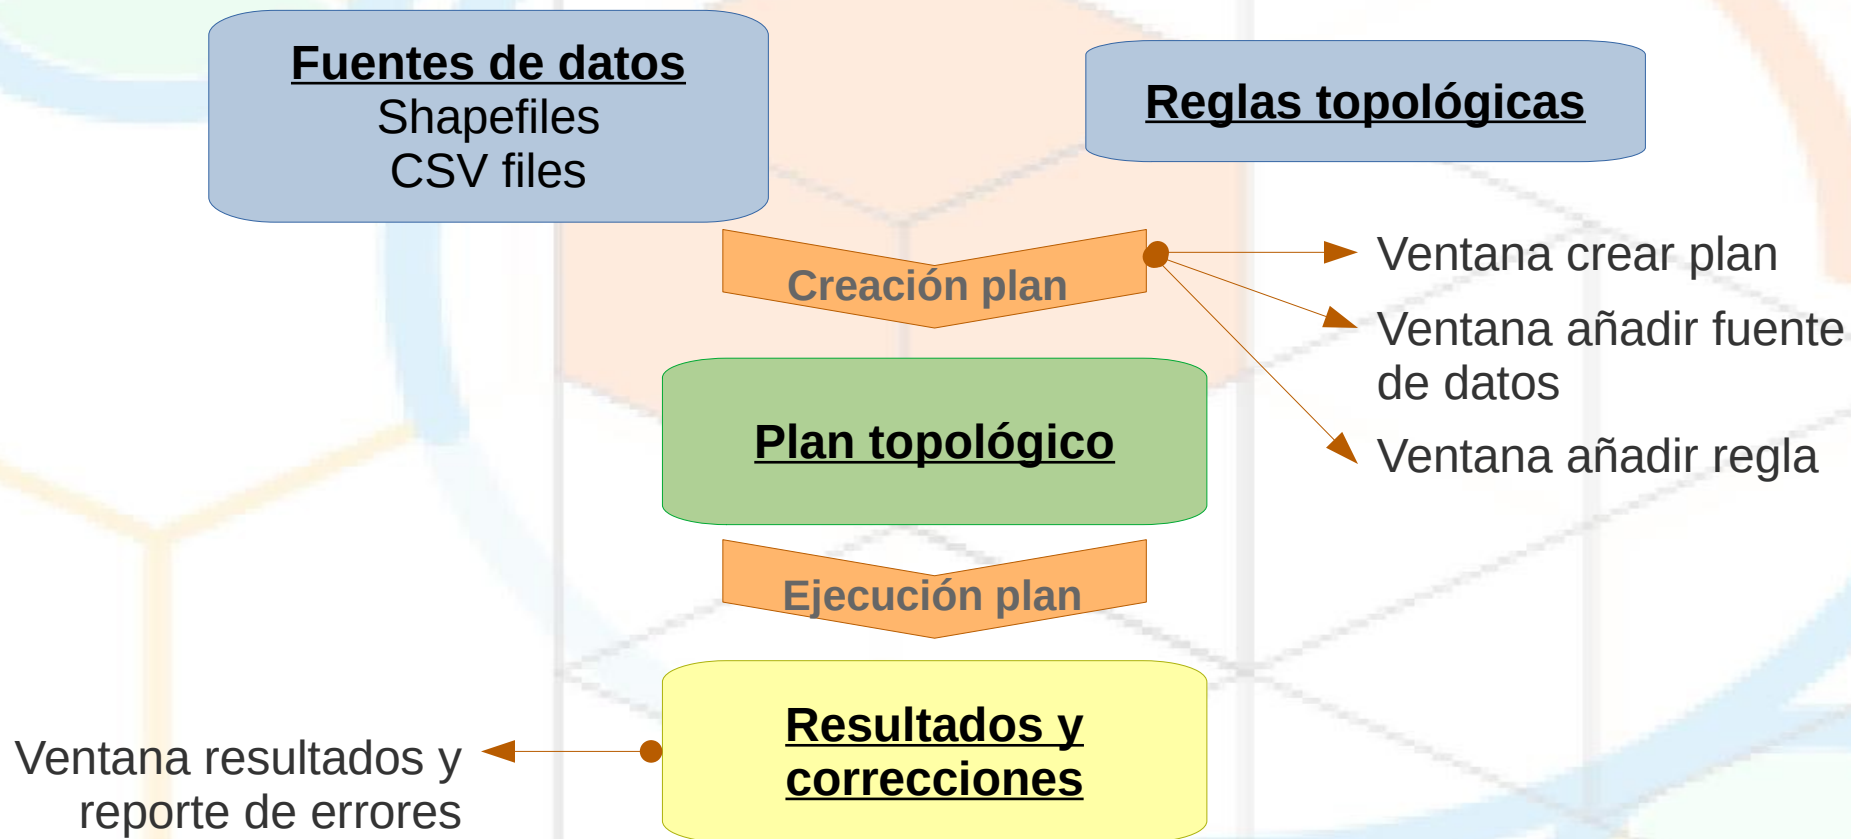 Fuentes de datos
Shapefiles
CSV files
Reglas topológicas
Creación plan
Ventana crear plan
Ventana añadir fuente
de datos
Ventana añadir regla
Plan topológico
Ejecución plan
Resultados y
correcciones
Ventana resultados y
reporte de errores